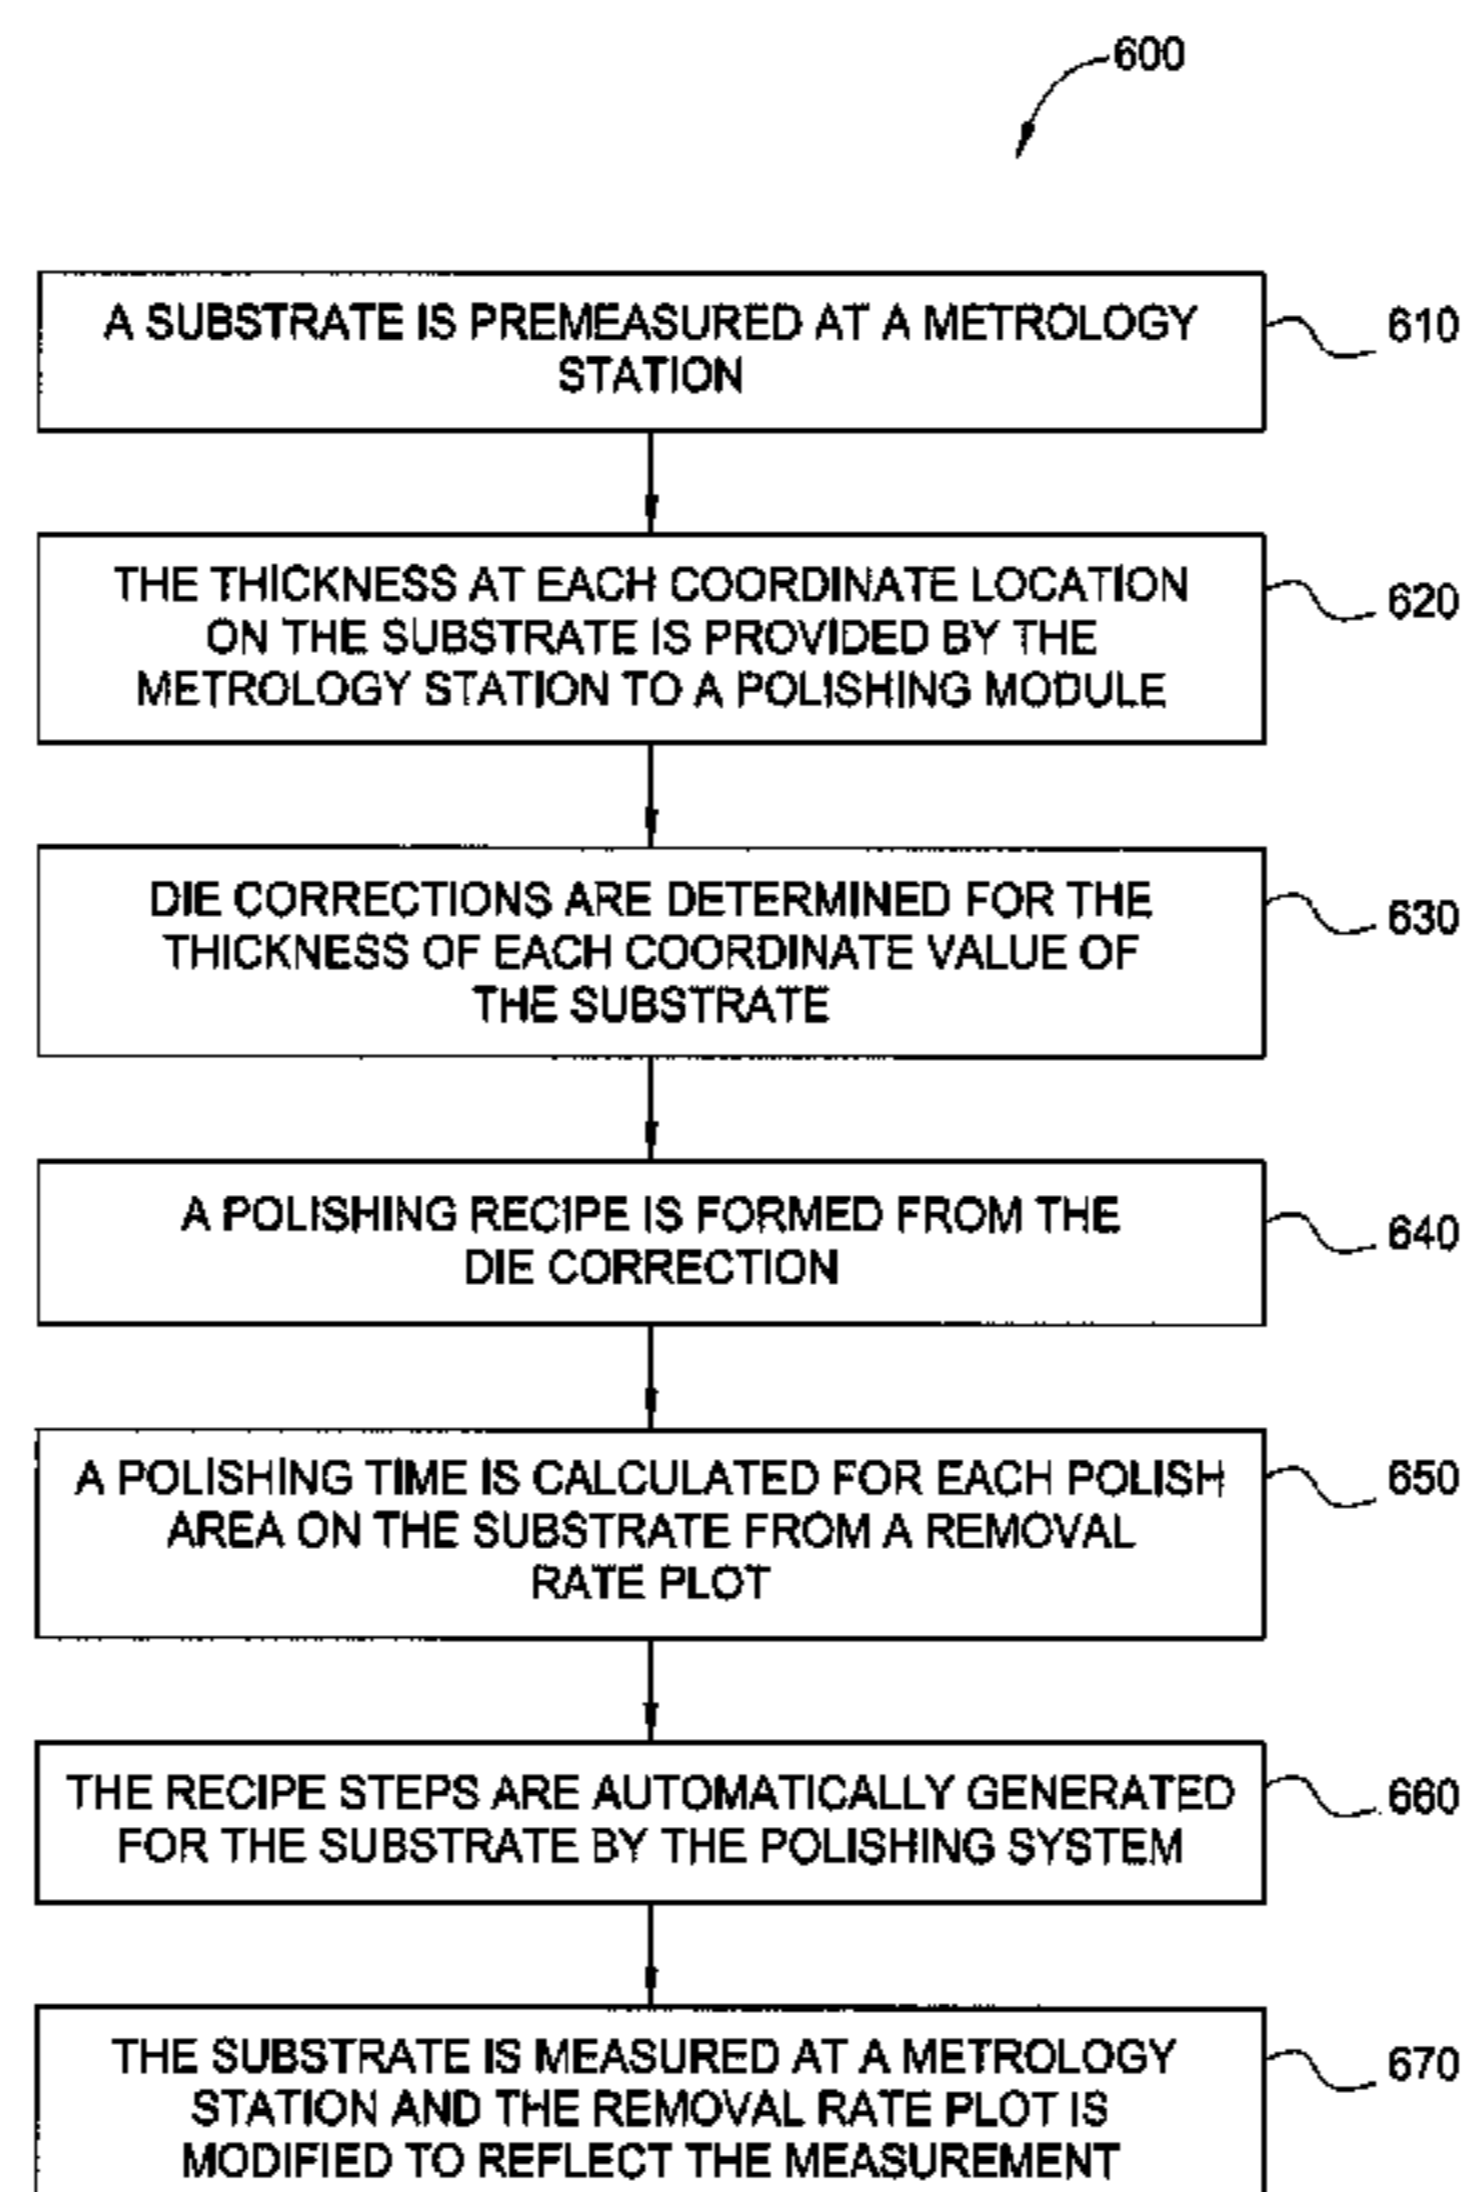 600
A SUBSTRATE IS PREMEASURED AT A METROLOGY
STATION
610
THE THICKNESS AT EACH COORDINATE LOCATION
ON THE SUBSTRATE IS PROVIDED BY THE
METROLOGY STATION TO A POLISHING MODULE
620
DIE CORRECTIONS ARE DETERMINED FOR THE
THICKNESS OF EACH COORDINATE VALUE OF
THE SUBSTRATE
630
A POLISHING RECIPE IS FORMED FROM THE
DIE CORRECTION
640
A POLISHING TIME IS CALCULATED FOR EACH POLISH
AREA ON THE SUBSTRATE FROM A REMOVAL
RATE PLOT
650
THE RECIPE STEPS ARE AUTOMATICALLY GENERATED
FOR THE SUBSTRATE BY THE POLISHING SYSTEM
660
THE SUBSTRATE IS MEASURED AT A METROLOGY
STATION AND THE REMOVAL RATE PLOT IS
MODIFIED TO REFLECT THE MEASUREMENT
670